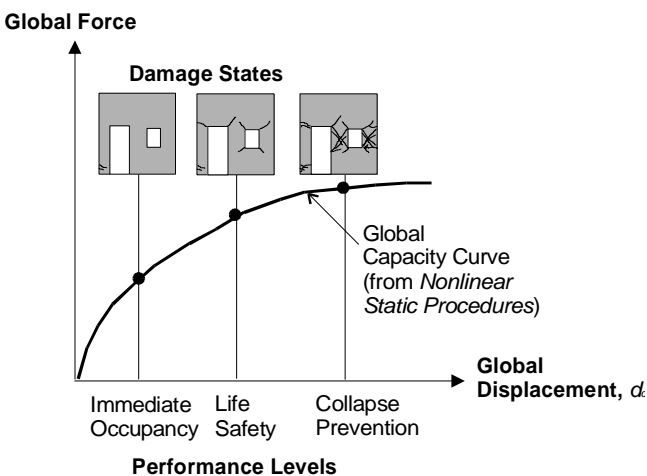 Global Force
Damage States
Global
Capacity Curve
(from Nonlinear
Static Procedures)
Global
Displacement, d
Immediate
Occupancy
Life
Safety
Collapse
Prevention
Performance Levels